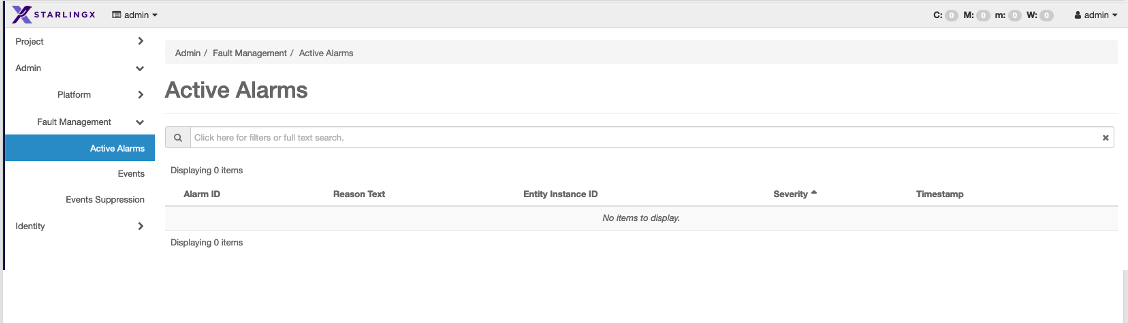 STARLINGX admin C: 0 M: 0 m: 0 W: 0 admin
Project
Admin
Platform
Fault Management
Active Alarms
Events
Events Suppression
Identity
Admin / Fault Management / Active Alarms
Active Alarms
Click here for filters or full text search.
Displaying 0 items
Alarm ID Reason Text Entity Instance ID Severity Timestamp
No items to display.
Displaying 0 items